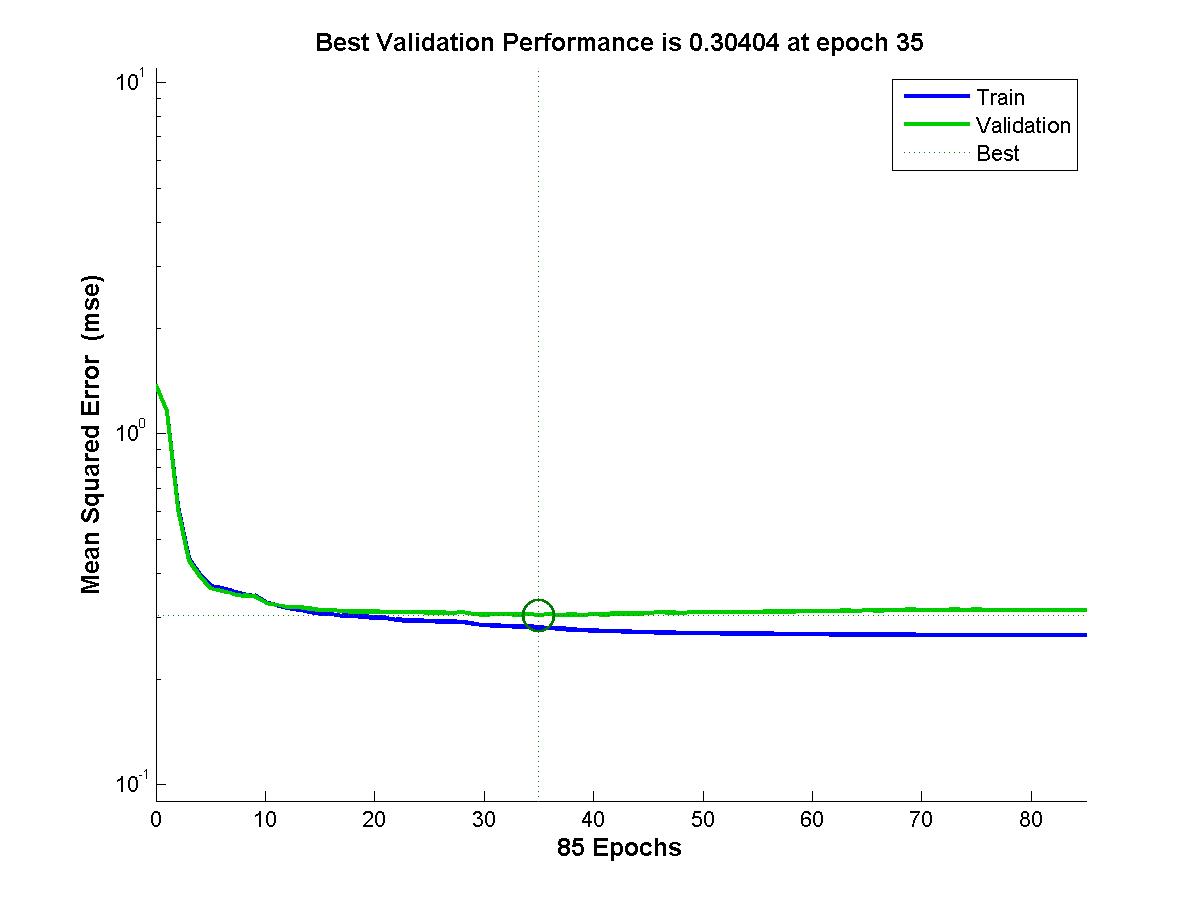 Best Validation Performance is 0.30404 at epoch 35
10^1
10^0
10^-1
Mean Squared Error (mse)
Train
Validation
Best
0 10 20 30 40 50 60 70 80
85 Epochs